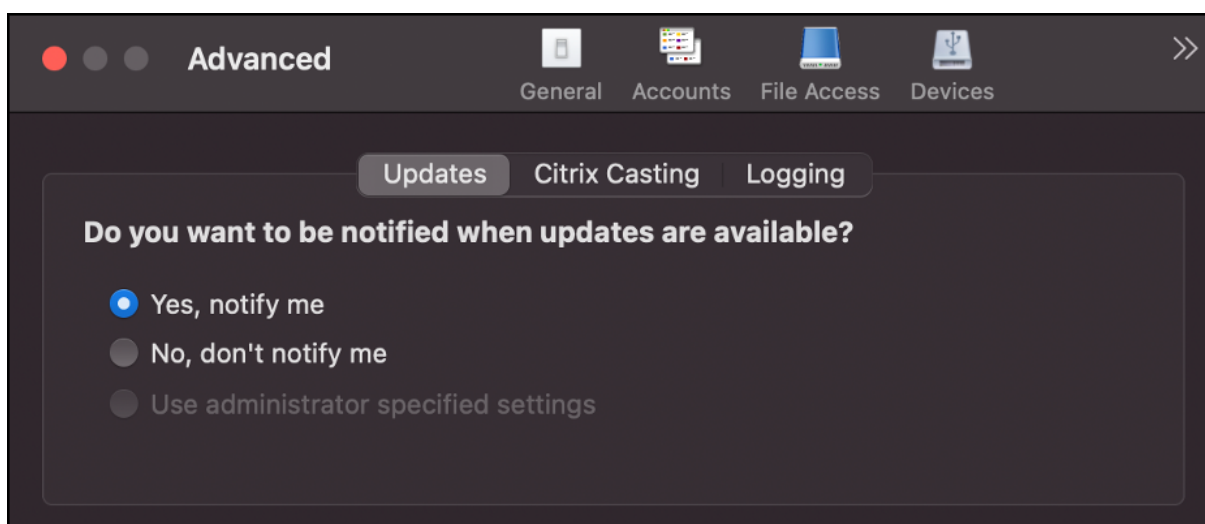 Advanced
General Accounts File Access Devices
Updates Citrix Casting Logging
Do you want to be notified when updates are available?
Yes, notify me
No, don't notify me
Use administrator specified settings